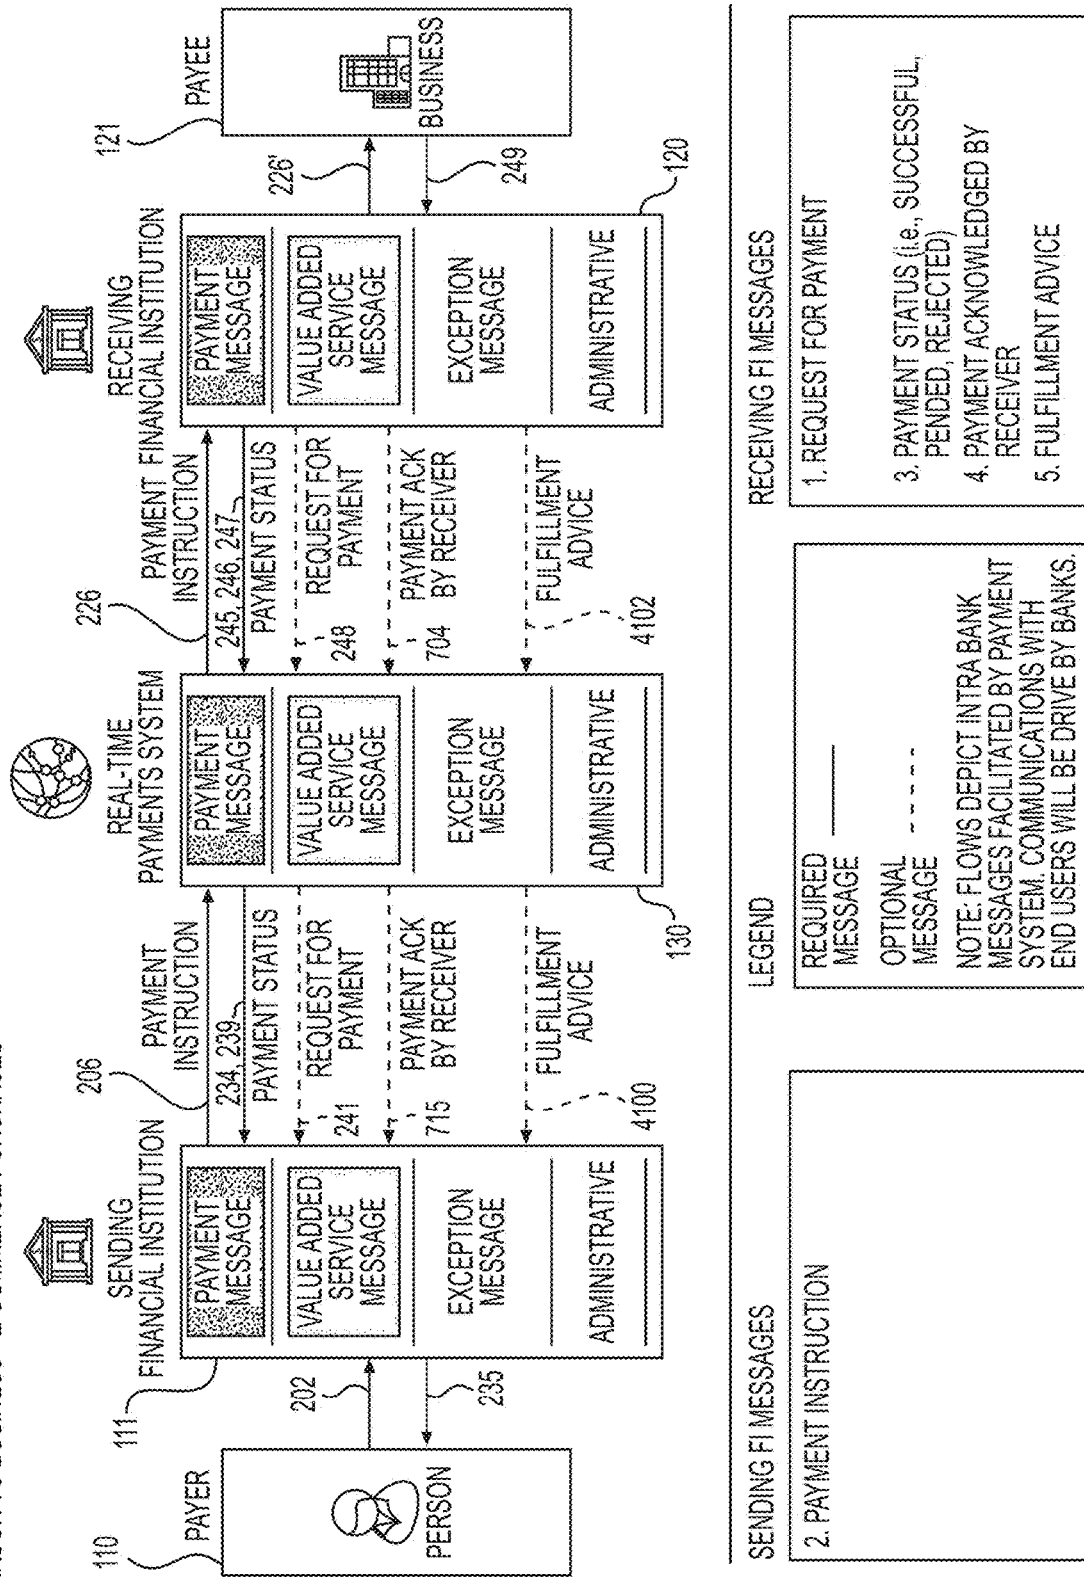 110
PAYER
PERSON
202
235
111
SENDING
FINANCIAL INSTITUTION
PAYMENT
MESSAGE
VALUE ADDED
SERVICE
MESSAGE
EXCEPTION
MESSAGE
ADMINISTRATIVE
206
PAYMENT
INSTRUCTION
234, 239
PAYMENT STATUS
REQUEST FOR
PAYMENT
241
PAYMENT ACK
BY RECEIVER
715
FULFILLMENT
ADVICE
4100
REAL-TIME
PAYMENTS SYSTEM
PAYMENT
MESSAGE
VALUE ADDED
SERVICE
MESSAGE
EXCEPTION
MESSAGE
ADMINISTRATIVE
130
226
PAYMENT
INSTRUCTION
245, 246, 247
PAYMENT STATUS
REQUEST FOR
PAYMENT
248
PAYMENT ACK
BY RECEIVER
704
FULFILLMENT
ADVICE
4102
RECEIVING
FINANCIAL INSTITUTION
PAYMENT
MESSAGE
VALUE ADDED
SERVICE
MESSAGE
EXCEPTION
MESSAGE
ADMINISTRATIVE
120
226'
249
121
PAYEE
BUSINESS
SENDING FI MESSAGES
2. PAYMENT INSTRUCTION
LEGEND
REQUIRED
MESSAGE
OPTIONAL
MESSAGE
NOTE: FLOWS DEPICT INTRA BANK
MESSAGES FACILITATED BY PAYMENT
SYSTEM. COMMUNICATIONS WITH
END USERS WILL BE DRIVE BY BANKS.
RECEIVING FI MESSAGES
1. REQUEST FOR PAYMENT
3. PAYMENT STATUS (i.e., SUCCESSFUL,
PENDED, REJECTED)
4. PAYMENT ACKNOWLEDGED BY
RECEIVER
5. FULFILLMENT ADVICE